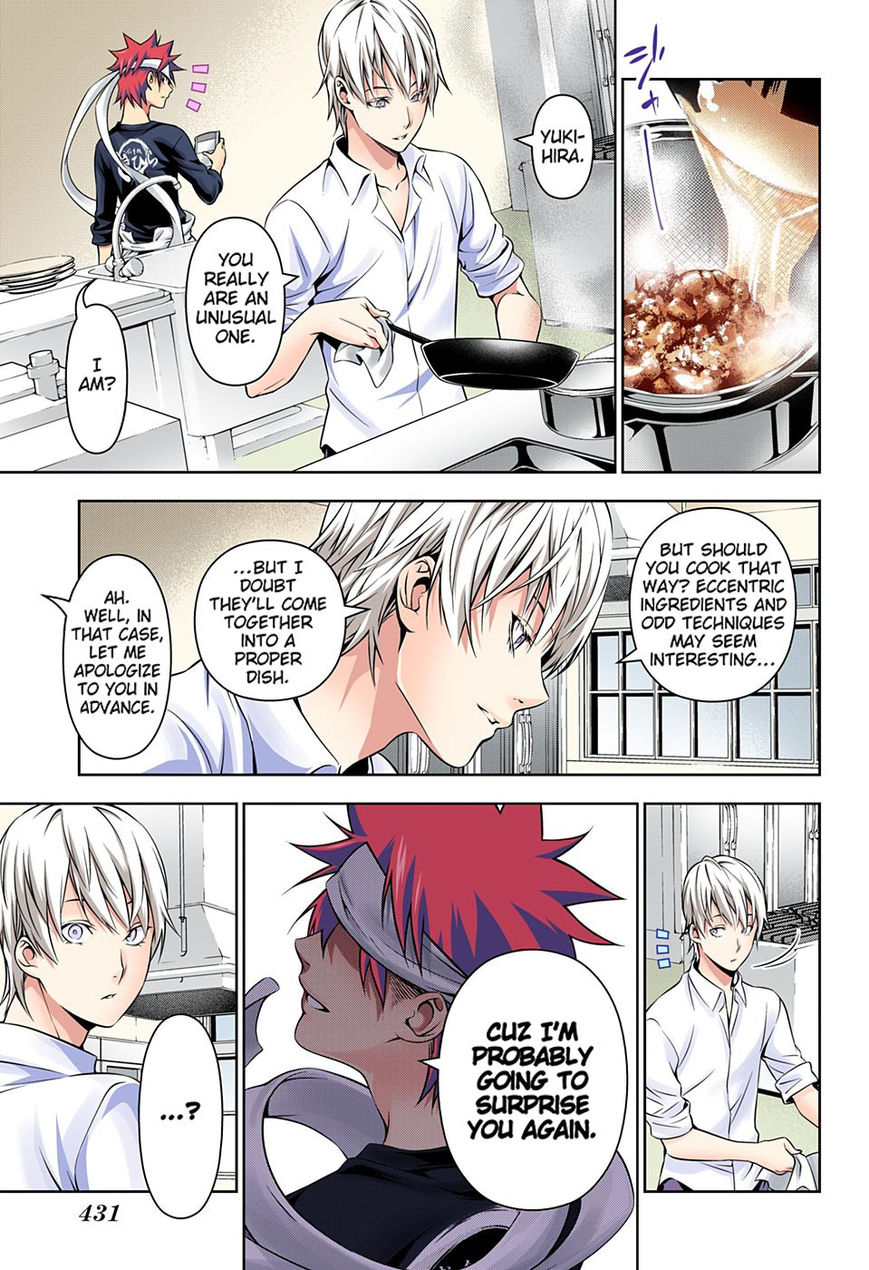 ジャ
YUKI-
HIRA.
YOU
REALLY
ARE AN
UNUSUAL
ONE.
I
AM?
BUT SHOULD
YOU COOK THAT
WAY? ECCENTRIC
INGREDIENTS AND
ODD TECHNIQUES
MAY SEEM
INTERESTING...
...BUT I
DOUBT
THEY'LL COME
TOGETHER
INTO A
PROPER
DISH.
AH.
WELL, IN
THAT CASE,
LET ME
APOLOGIZE
TO YOU IN
ADVANCE.
CUZ I'M
PROBABLY
GOING TO
SURPRISE
YOU AGAIN.
...?
431